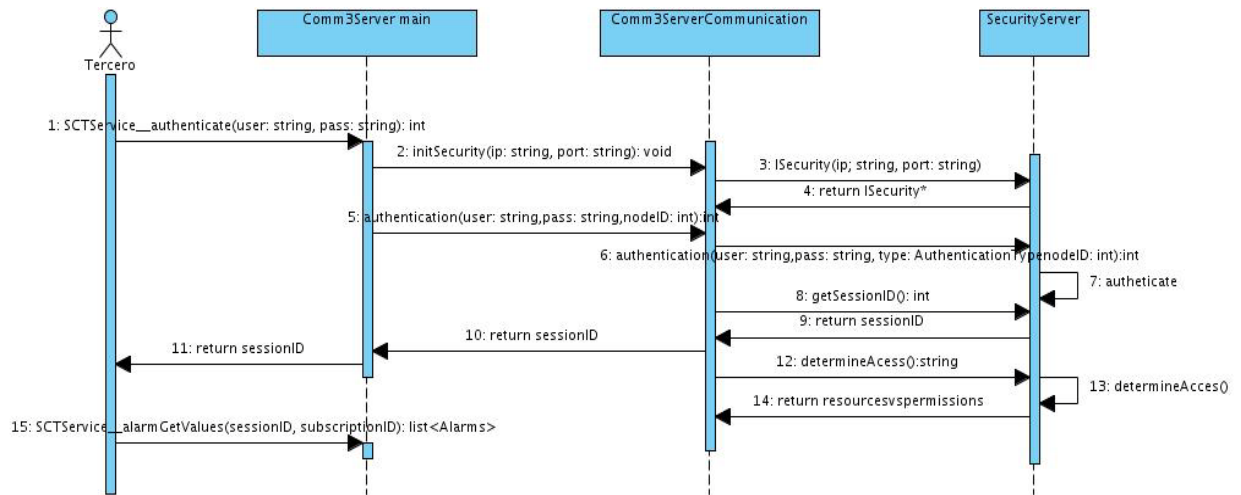 Comm3Server main
Comm3ServerCommunication
SecurityServer
Tercero
1: SCTService__authenticate(user: string, pass: string): int
2: initSecurity(ip: string, port: string): void
3: ISecurity(ip; string, port: string)
4: return ISecurity*
5: authentication(user: string,pass: string,nodeID: int):int
6: authentication(user: string,pass: string, type: AuthenticationTypenodeID: int):int
7: autheticate
8: getSessionID(): int
9: return sessionID
10: return sessionID
11: return sessionID
12: determineAcess():string
13: determineAcces()
14: return resourcesvspermissions
15: SCTService__alarmGetValues(sessionID, subscriptionID): list<Alarms>